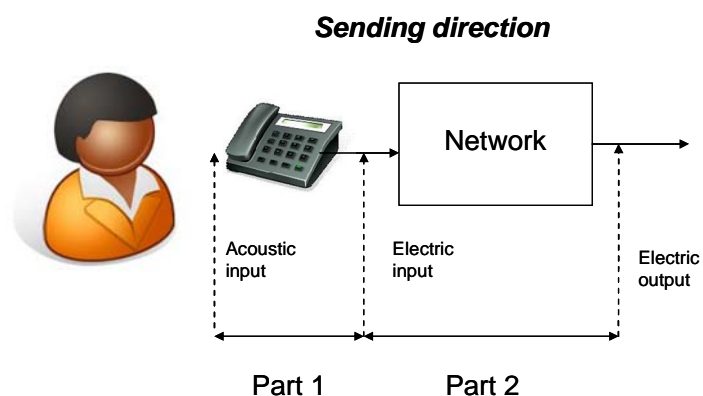 Sending direction
Network
Acoustic
input
Electric
input
Electric
output
Part 1
Part 2